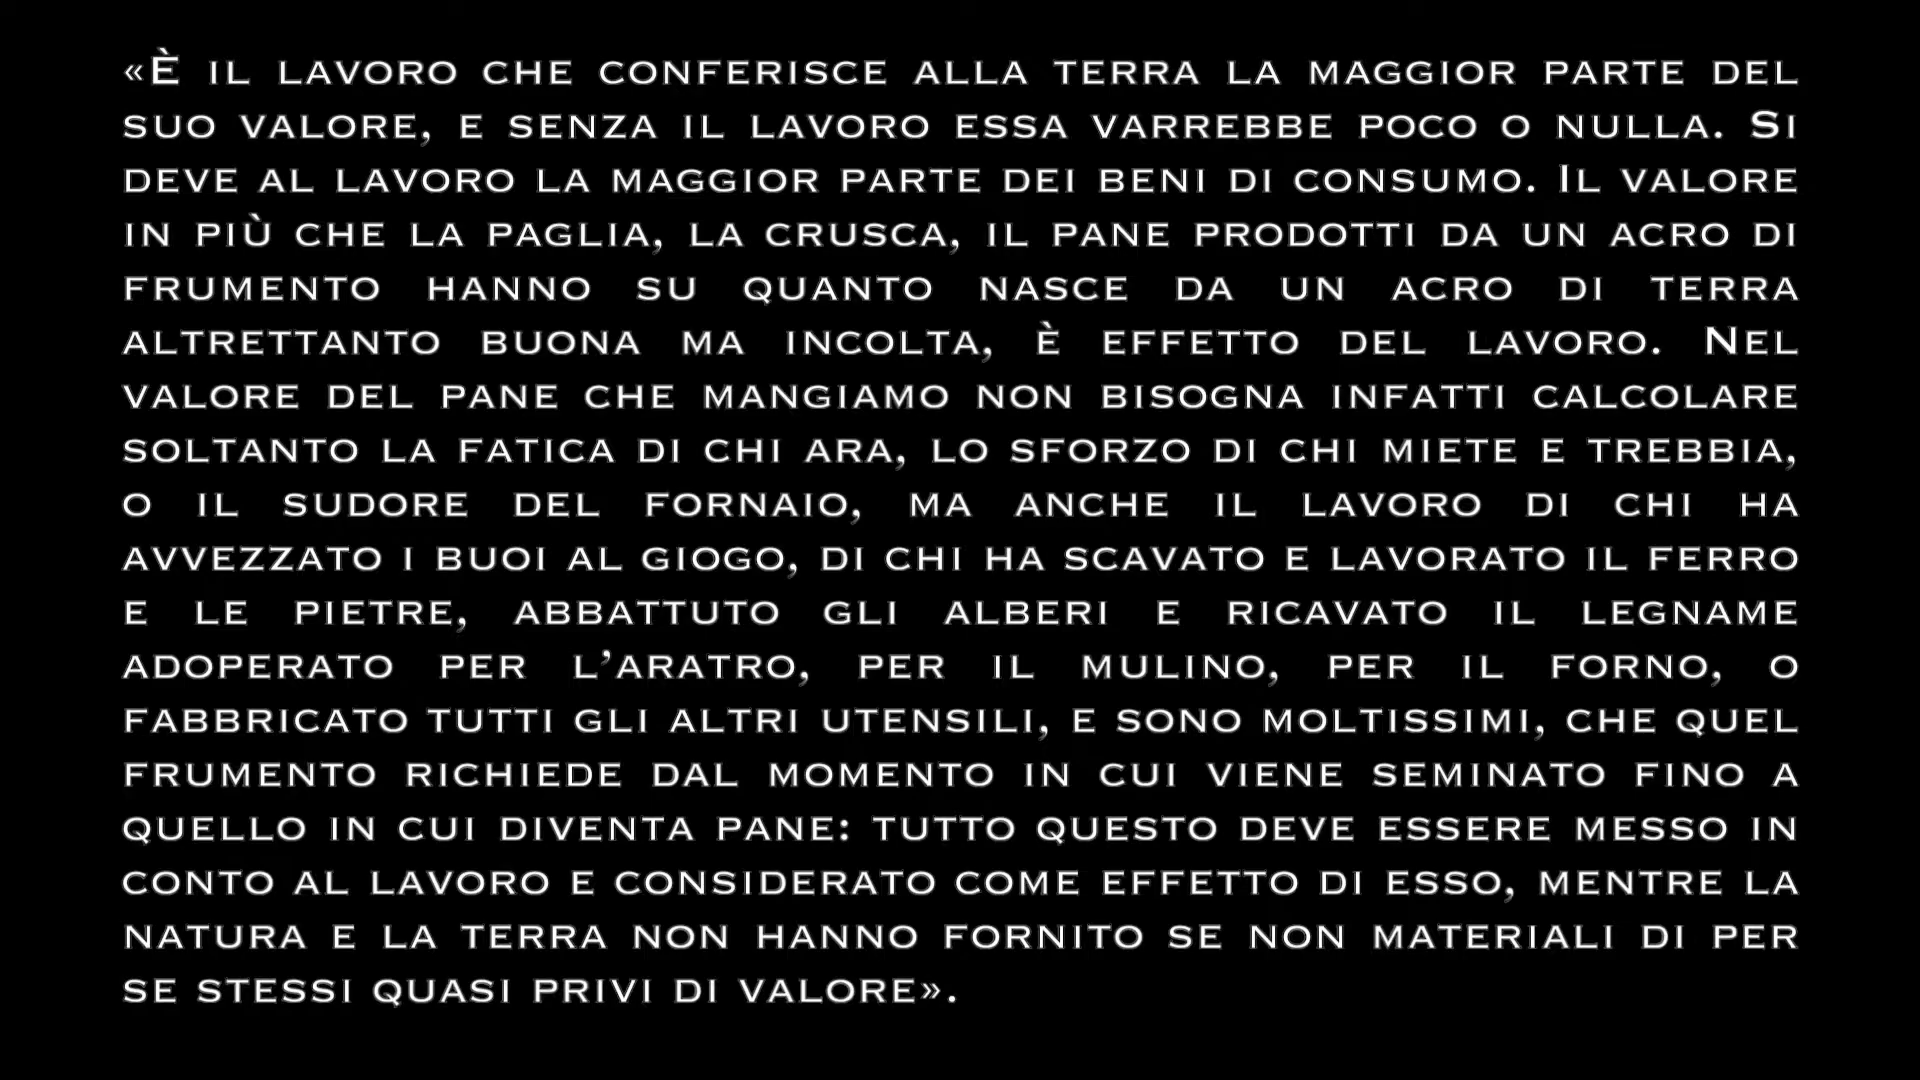 «È IL LAVORO CHE CONFERISCE ALLA TERRA LA MAGGIOR PARTE DEL
SUO VALORE, E SENZA IL LAVORO ESSA VARREBBE POCO O NULLA. SI
DEVE AL LAVORO LA MAGGIOR PARTE DEI BENI DI CONSUMO. IL VALORE
IN PIÙ CHE LA PAGLIA, LA CRUSCA, IL PANE PRODOTTI DA UN ACRO DI
FRUMENTO HANNO SU QUANTO NASCE DA UN ACRO DI TERRA
ALTRETTANTO BUONA MA INCOLTA, È EFFETTO DEL LAVORO. NEL
VALORE DEL PANE CHE MANGIAMO NON BISOGNA INFATTI CALCOLARE
SOLTANTO LA FATICA DI CHI ARA, LO SFORZO DI CHI MIETE E TREBBIA,
O IL SUDORE DEL FORNAIO, MA ANCHE IL LAVORO DI CHI HA
AVVEZZATO I BUOI AL GIOGO, DI CHI HA SCAVATO E LAVORATO IL FERRO
E LE PIETRE, ABBATTUTO GLI ALBERI E RICAVATO IL LEGNAME
ADOPERATO PER L’ARATRO, PER IL MULINO, PER IL FORNO, O
FABBRICATO TUTTI GLI ALTRI UTENSILI, E SONO MOLTISSIMI, CHE QUEL
FRUMENTO RICHIEDE DAL MOMENTO IN CUI VIENE SEMINATO FINO A
QUELLO IN CUI DIVENTA PANE: TUTTO QUESTO DEVE ESSERE MESSO IN
CONTO AL LAVORO E CONSIDERATO COME EFFETTO DI ESSO, MENTRE LA
NATURA E LA TERRA NON HANNO FORNITO SE NON MATERIALI DI PER
SE STESSI QUASI PRIVI DI VALORE».